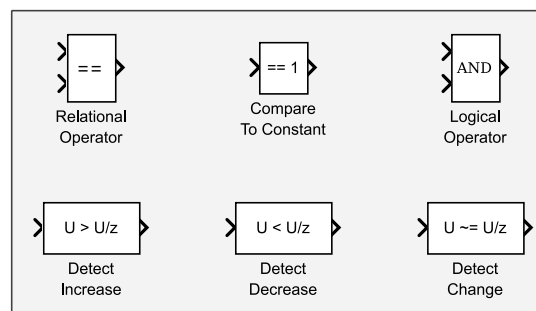 ==
Relational
Operator
== 1
Compare
To Constant
AND
Logical
Operator
U > U/z
Detect
Increase
U < U/z
Detect
Decrease
U ~= U/z
Detect
Change